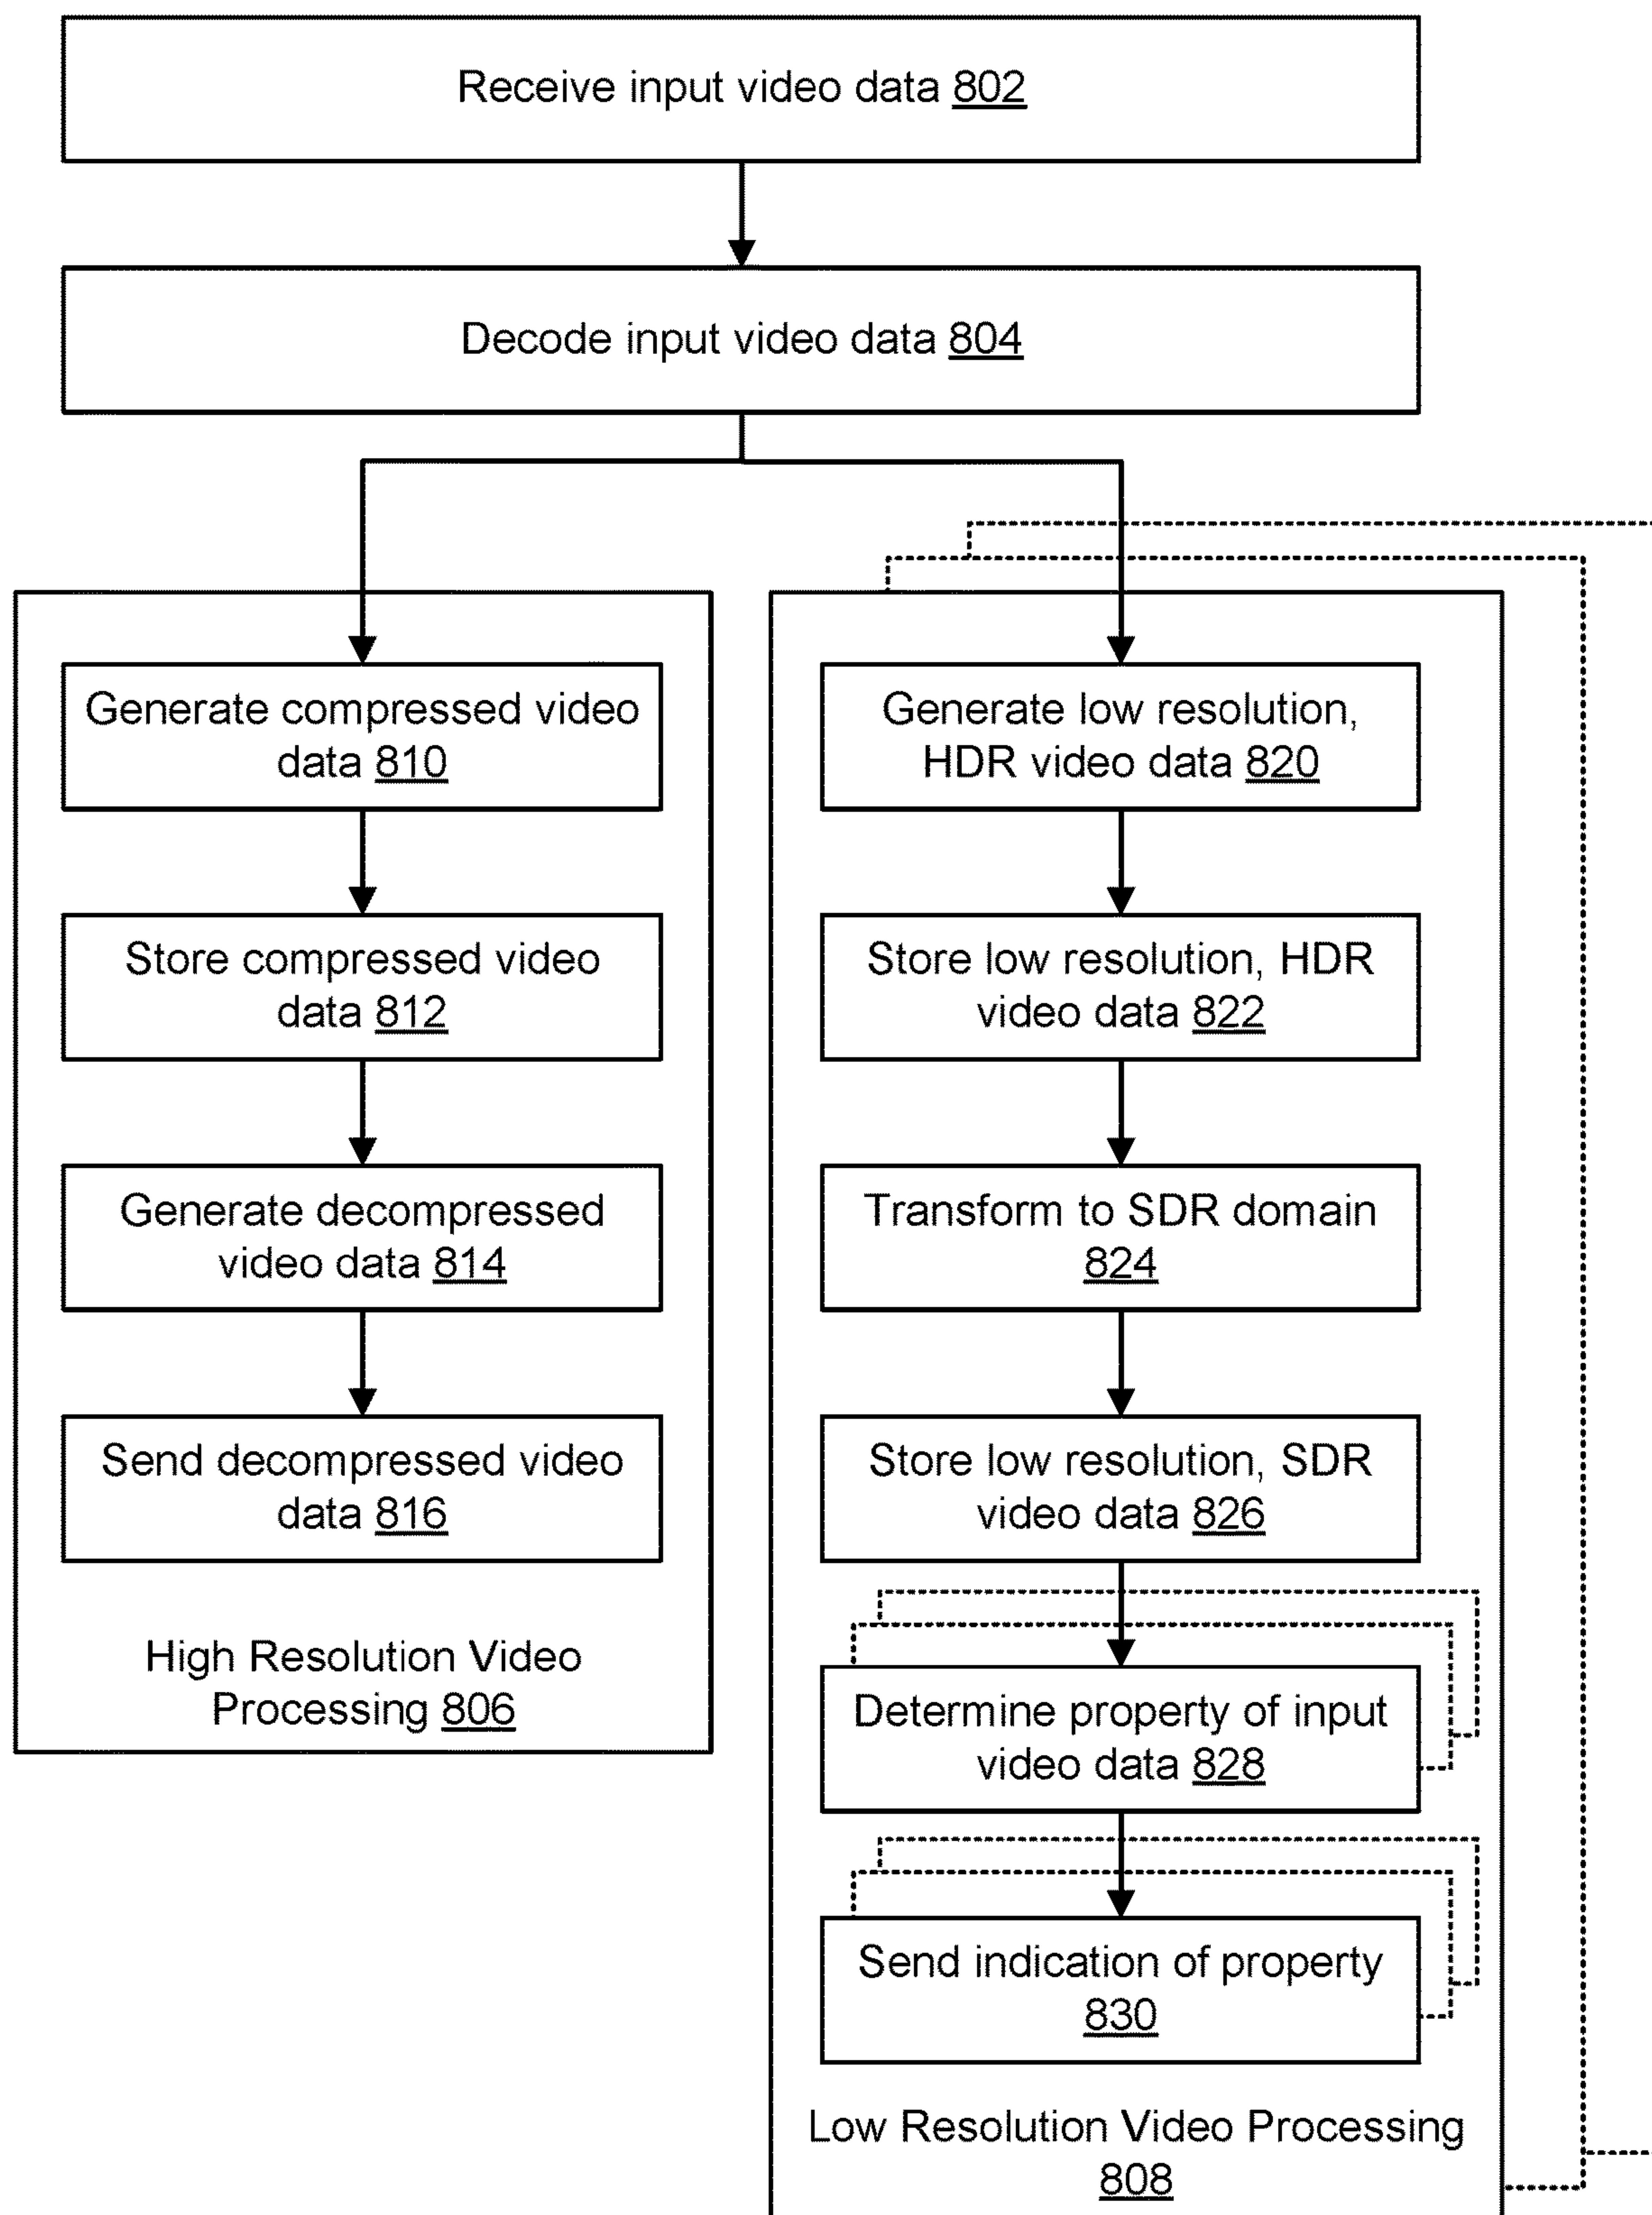 Receive input video data 802
Decode input video data 804
Generate compressed video
data 810
Store compressed video
data 812
Generate decompressed
video data 814
Send decompressed video
data 816
High Resolution Video
Processing 806
Generate low resolution,
HDR video data 820
Store low resolution, HDR
video data 822
Transform to SDR domain
824
Store low resolution, SDR
video data 826
Determine property of input
video data 828
Send indication of property
830
Low Resolution Video Processing
808